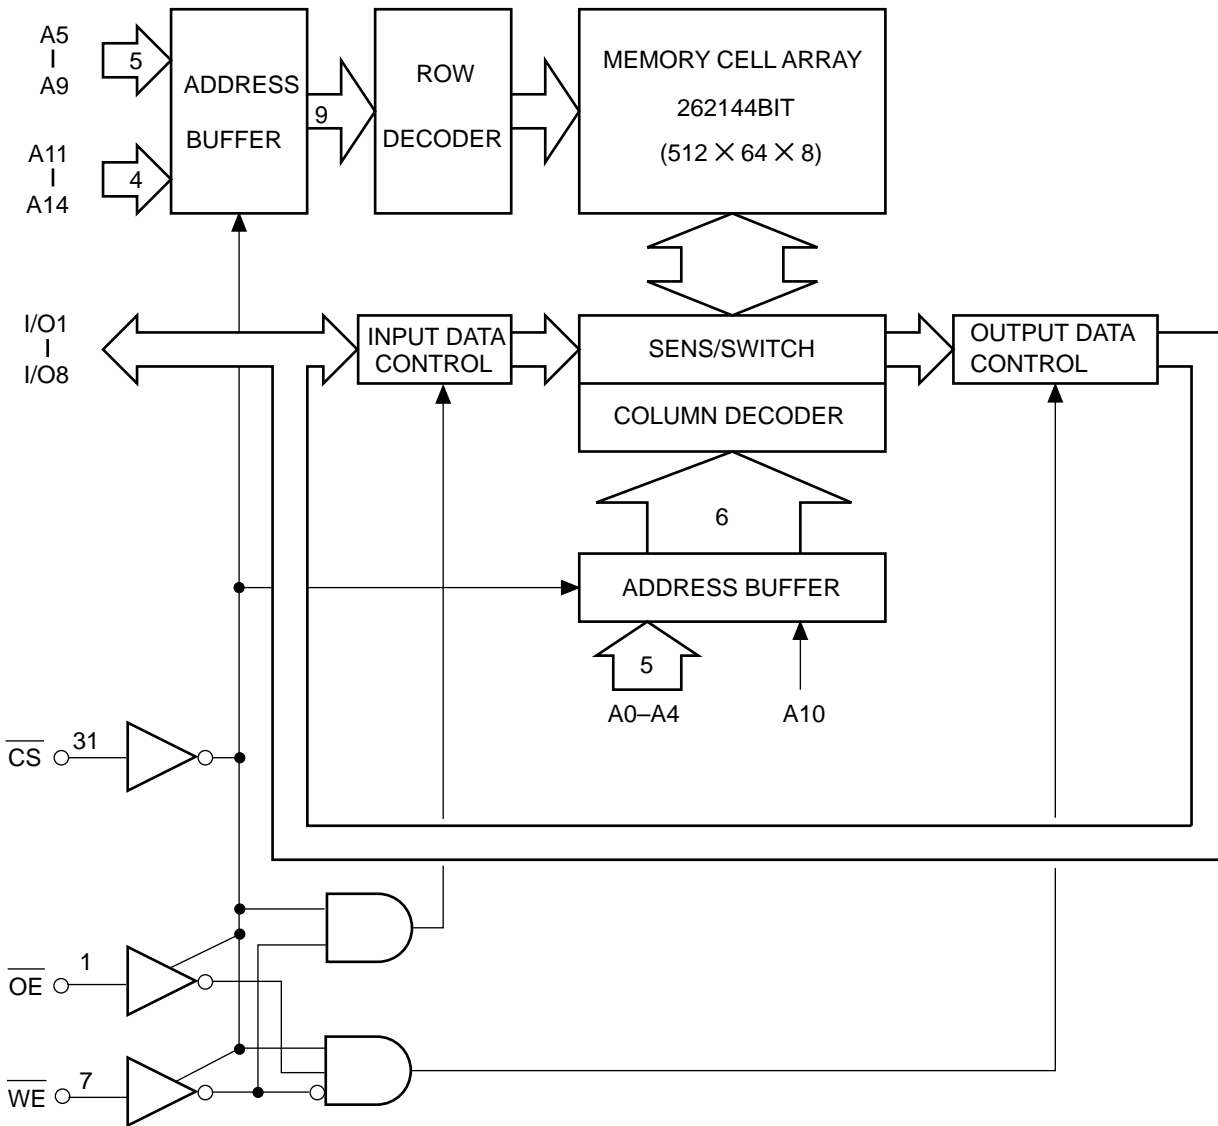 A5
A9
5
ADDRESS
BUFFER
9
ROW
DECODER
MEMORY CELL ARRAY
262144BIT
(512 × 64 × 8)
A11
A14
4
I/O1
I/O8
INPUT DATA
CONTROL
SENS/SWITCH
COLUMN DECODER
OUTPUT DATA
CONTROL
6
ADDRESS BUFFER
5
A0–A4
A10
CS
31
OE
1
WE
7